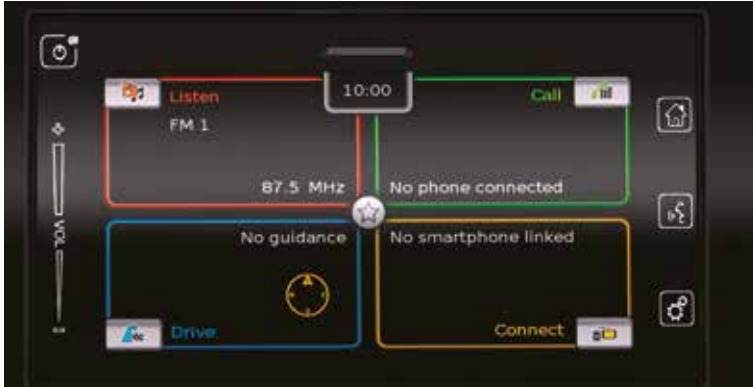 10:00
Listen
Call
FM 1
87.5 MHz
No phone connected
No guidance
No smartphone linked
Drive
Connect
VOL